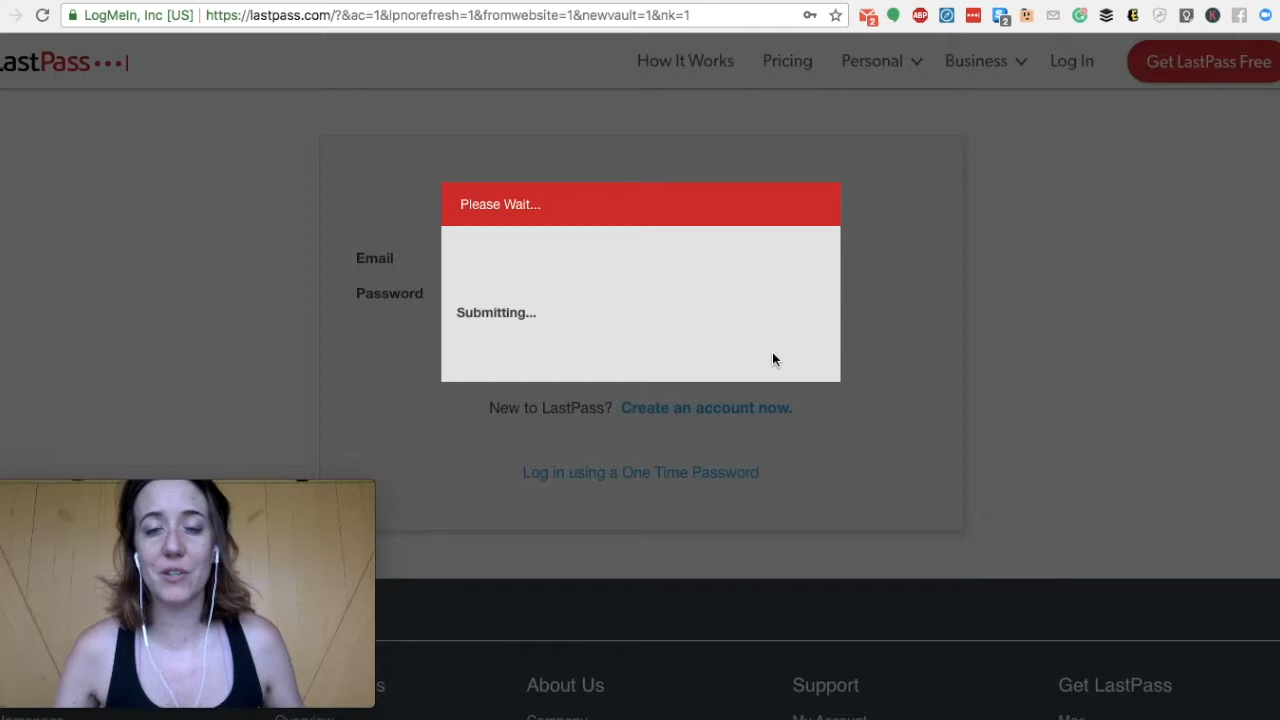 LogMeIn, Inc [US] https://lastpass.com/?&ac=1&lpnorefresh=1&fromwebsite=1&newvault=1&nk=1
LastPass How It Works Pricing Personal Business Log In Get LastPass Free
Please Wait...
Email
Password
Submitting...
New to LastPass? Create an account now.
Log in using a One Time Password
About Us Support Get LastPass